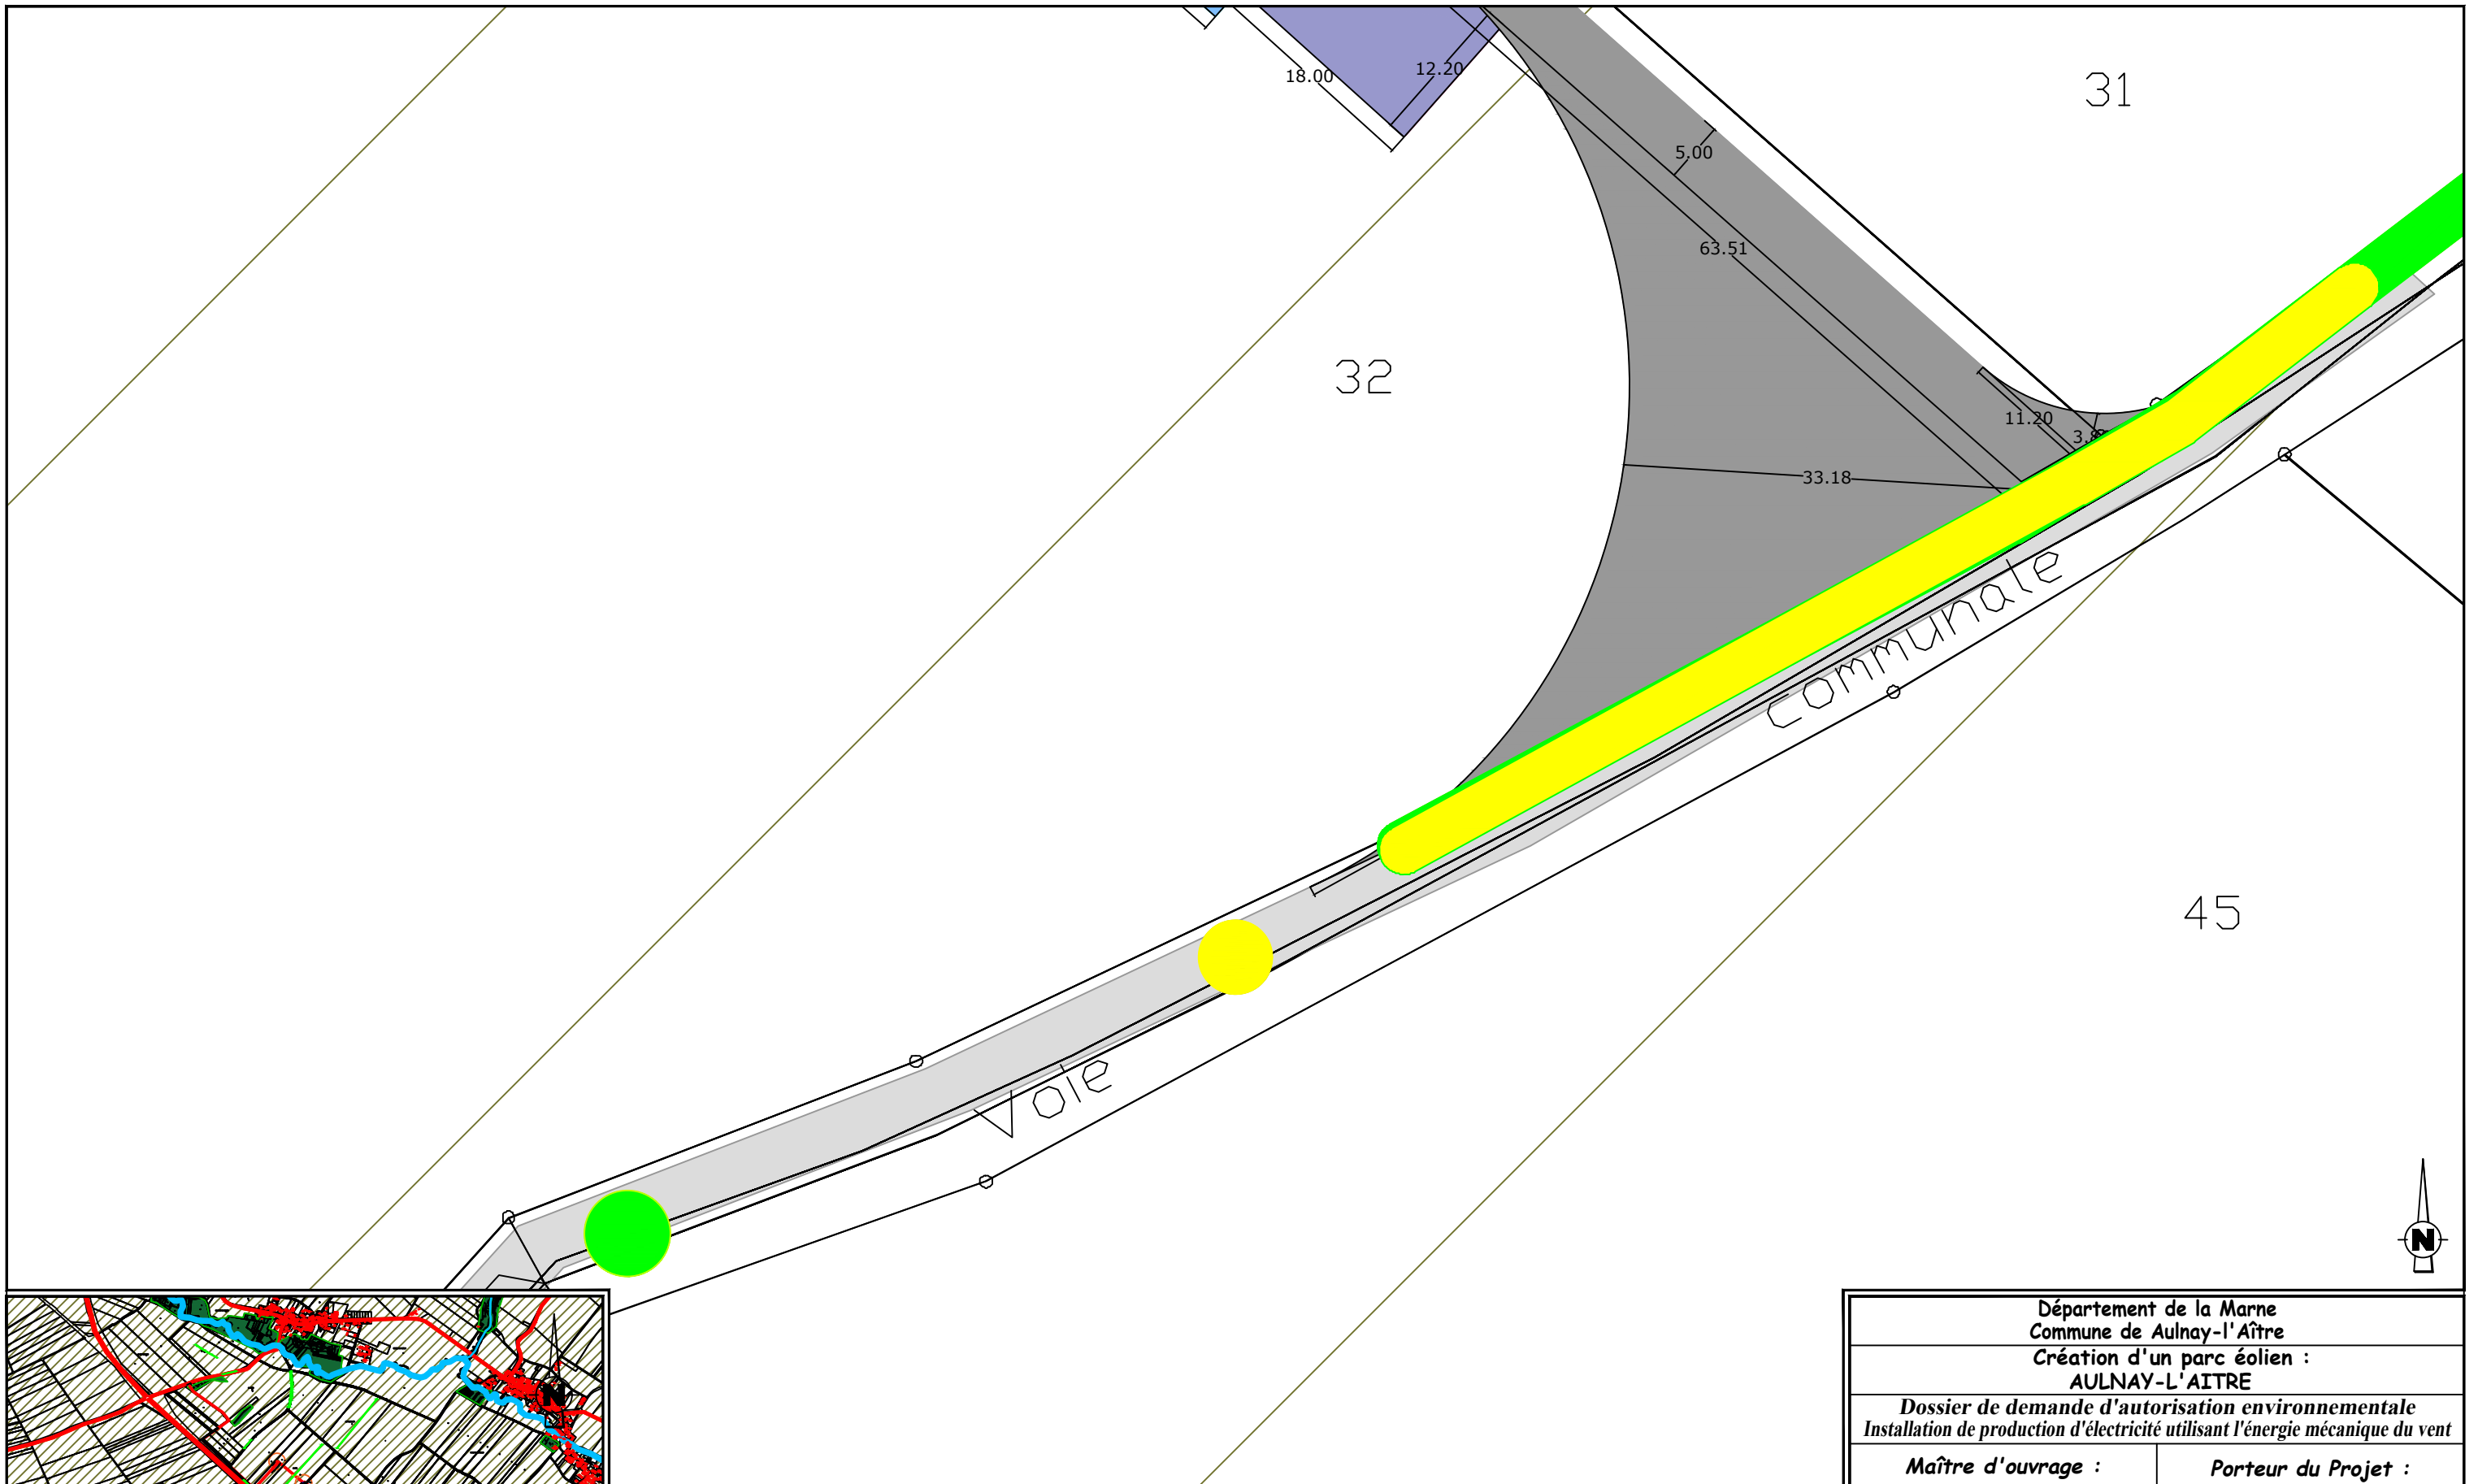 18.00
12.20
31
5.00
63.51
32
11.20
33.18
Communale
45
Voie
N
N
Département de la Marne
Commune de Aulnay-l'Aître
Création d'un parc éolien :
AULNAY-L'AITRE
Dossier de demande d'autorisation environnementale
Installation de production d'électricité utilisant l'énergie mécanique du vent
Maître d'ouvrage :
Porteur du Projet :